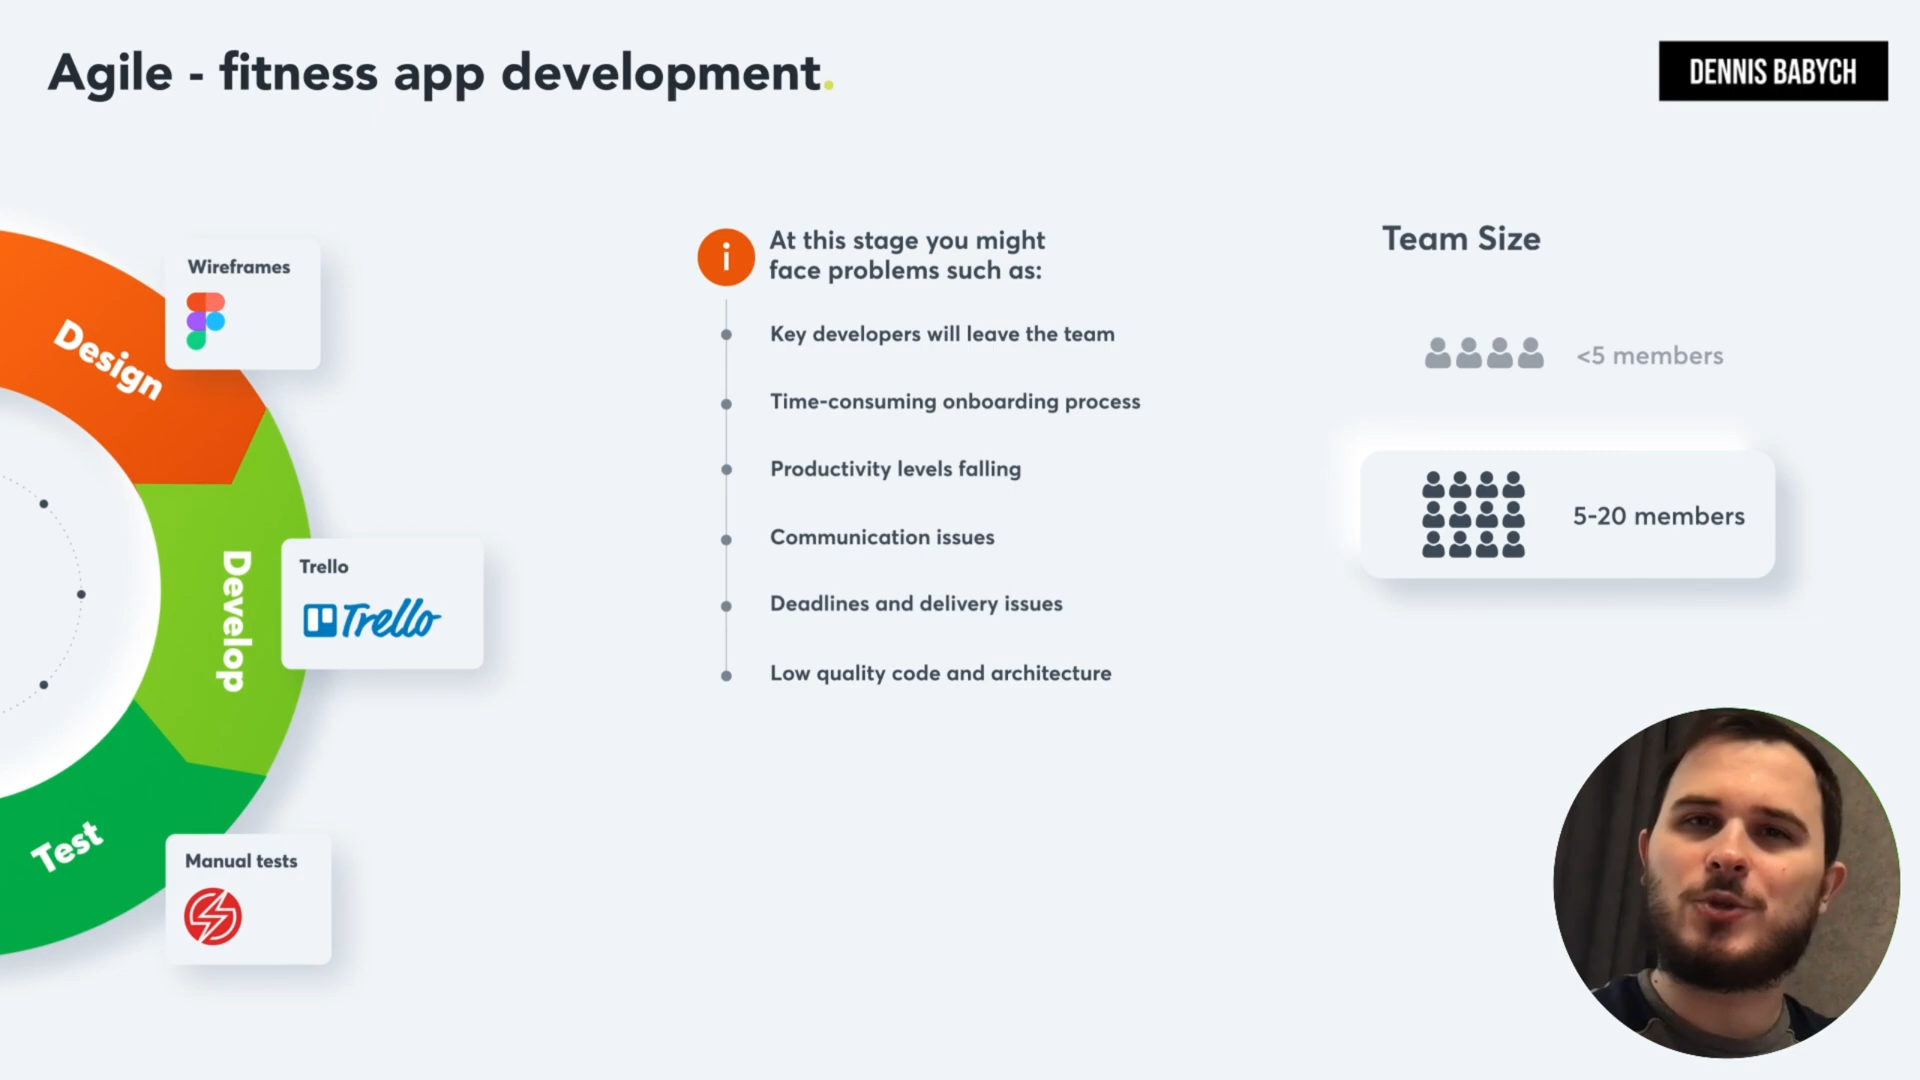 Agile - fitness app development.
DENNIS BABYCH
Wireframes
Design
Trello
Trello
Develop
Manual tests
Test
i
At this stage you might
face problems such as:
Key developers will leave the team
Time-consuming onboarding process
Productivity levels falling
Communication issues
Deadlines and delivery issues
Low quality code and architecture
Team Size
<5 members
5-20 members